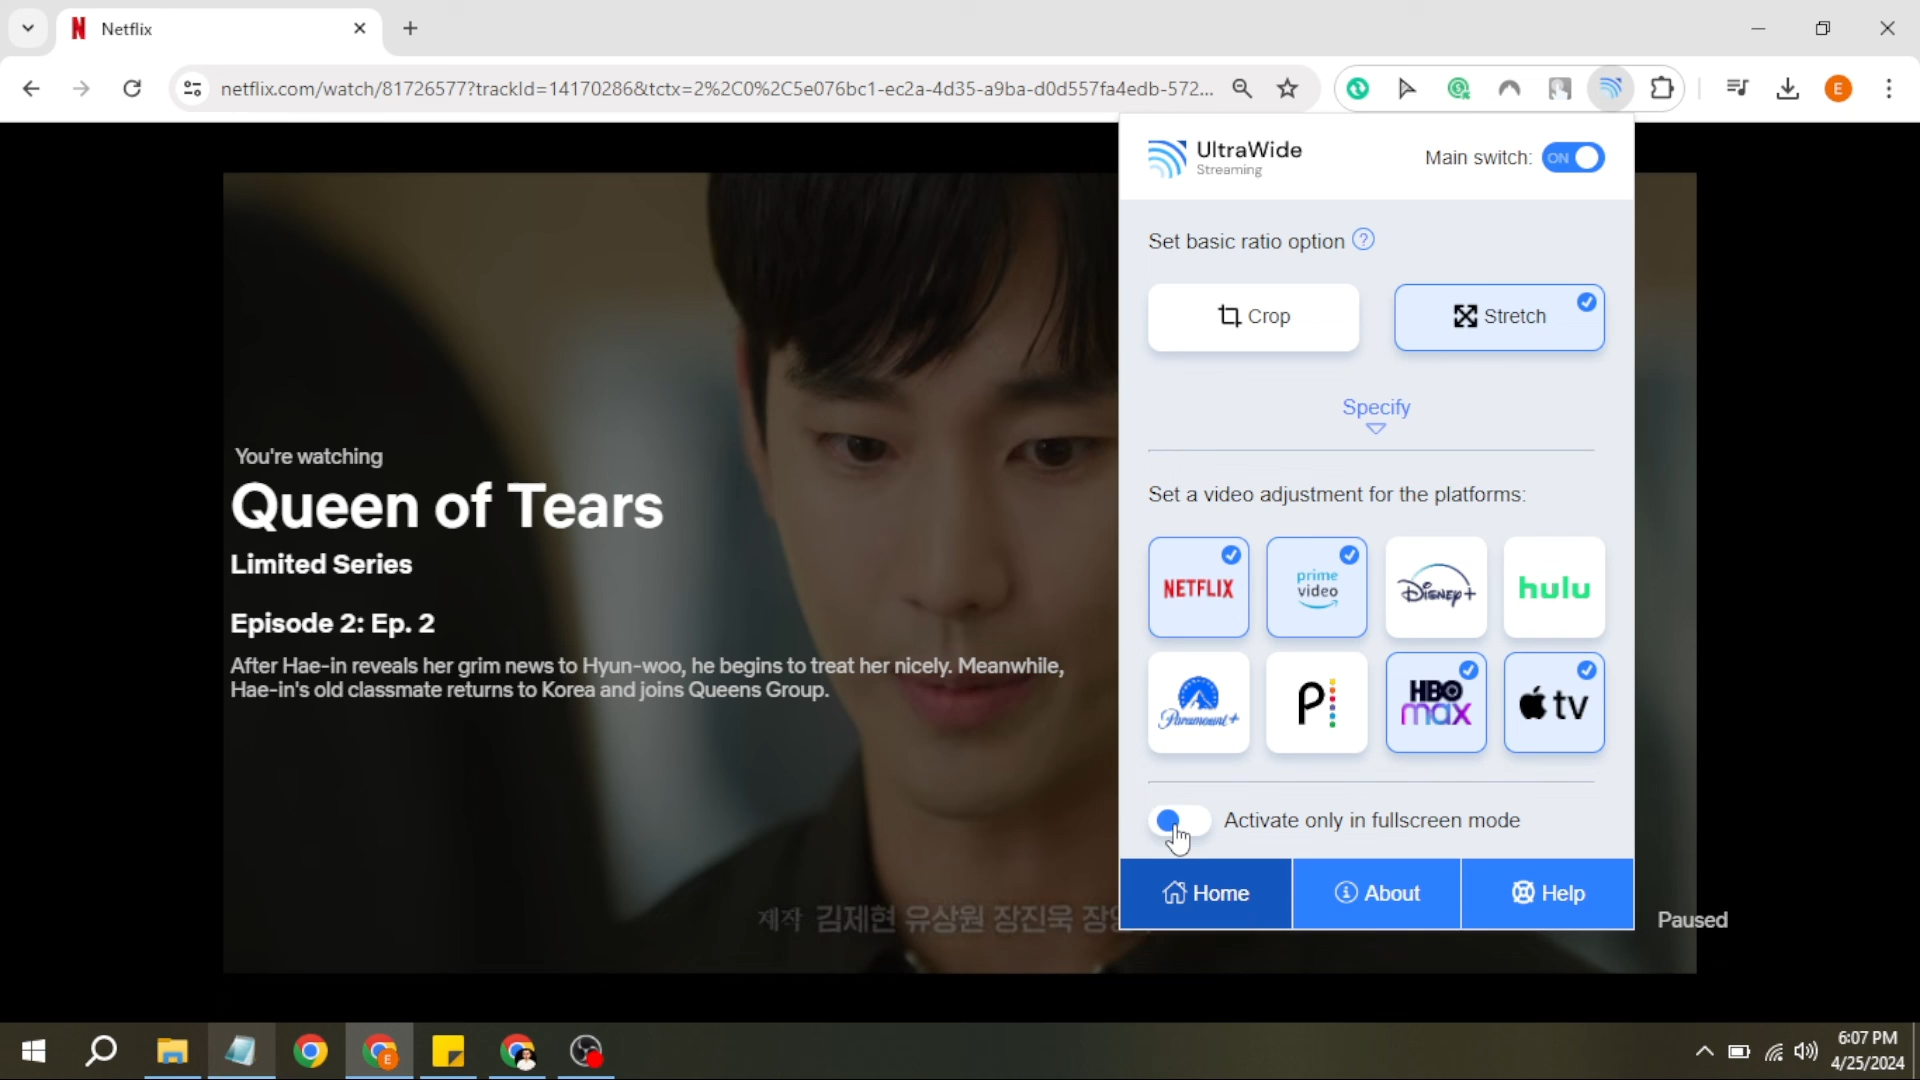 Netflix
netflix.com/watch/81726577?trackId=14170286&tctx=2%2C0%2C5e076bc1-ec2a-4d35-a9ba-d0d557fa4edb-572...
E
UltraWide
Streaming
Main switch: ON
Set basic ratio option ?
Crop
Stretch
Specify
Set a video adjustment for the platforms:
NETFLIX
prime video
Disney+
hulu
Paramount+
P
HBO max
tv
Activate only in fullscreen mode
Home
About
Help
You're watching
Queen of Tears
Limited Series
Episode 2: Ep. 2
After Hae-in reveals her grim news to Hyun-woo, he begins to treat her nicely. Meanwhile,
Hae-in's old classmate returns to Korea and joins Queens Group.
제작 김제현 유상원 장진욱
Paused
E
6:07 PM
4/25/2024